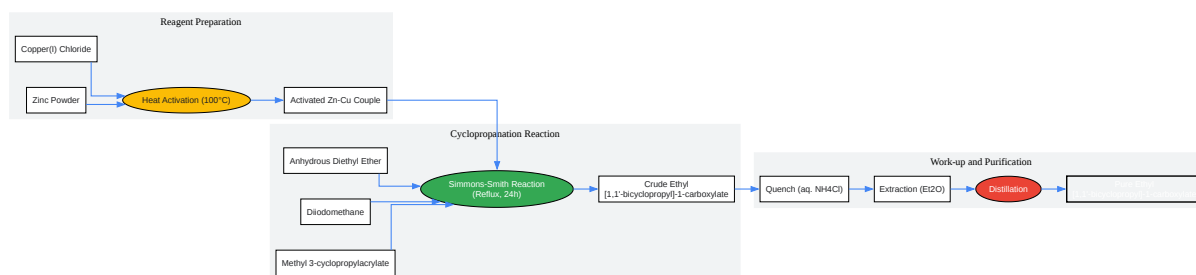 Reagent Preparation
Copper(I) Chloride
Zinc Powder
Heat Activation (100°C)
Activated Zn-Cu Couple
Cyclopropanation Reaction
Anhydrous Diethyl Ether
Diiodomethane
Methyl 3-cyclopropylacrylate
Simmons-Smith Reaction
(Reflux, 24h)
Crude Ethyl
[1,1'-bicyclopropyl]-1-carboxylate
Work-up and Purification
Quench (aq. NH4Cl)
Extraction (Et2O)
Distillation